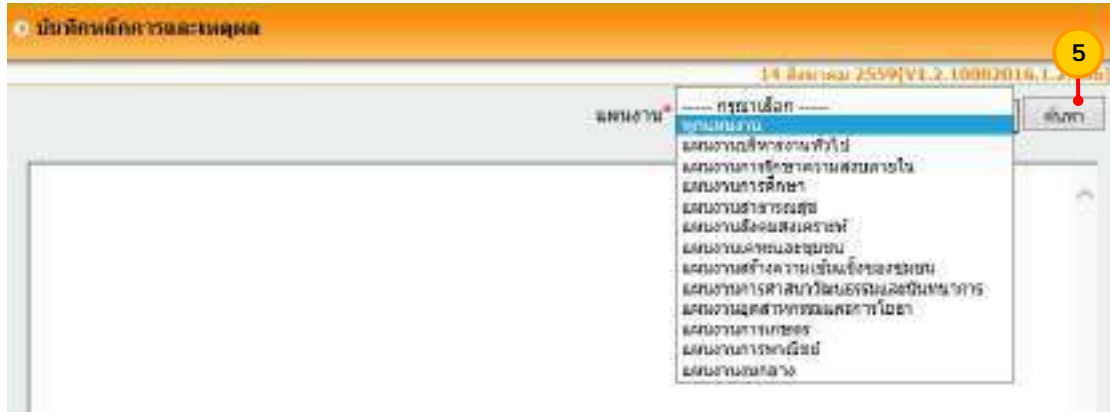 บันทึกหลักการและเหตุผล
5
14 สิงหาคม 2559[V1.2.10082016.1.2
แผนงาน*
----- กรุณาเลือก -----
ค้นหา
ทุกแผนงาน
แผนงานบริหารงานทั่วไป
แผนงานการรักษาความสงบภายใน
แผนงานการศึกษา
แผนงานสาธารณสุข
แผนงานสังคมสงเคราะห์
แผนงานเคหะและชุมชน
แผนงานสร้างความเข้มแข็งของชุมชน
แผนงานการศาสนาวัฒนธรรมและนันทนาการ
แผนงานอุตสาหกรรมและการโยธา
แผนงานการเกษตร
แผนงานการพาณิชย์
แผนงานงบกลาง